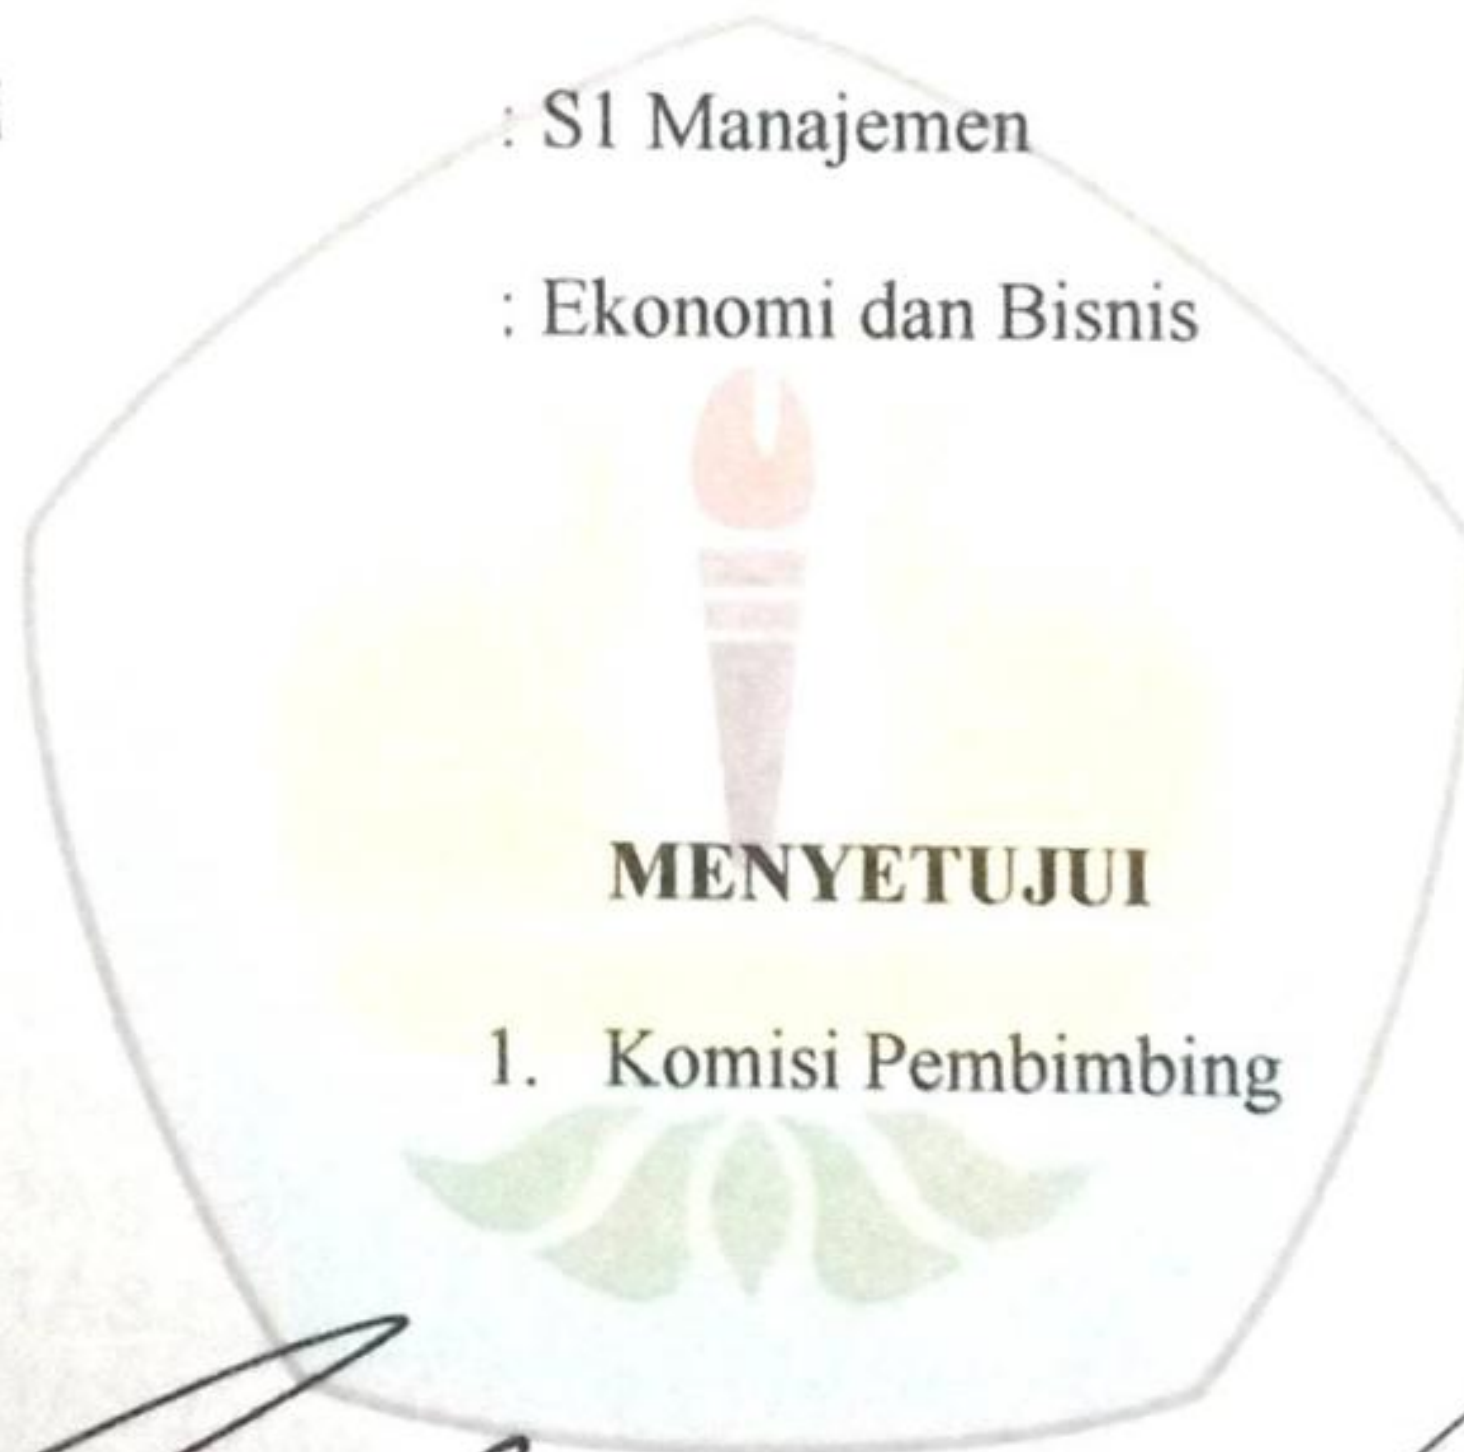 : S1 Manajemen
: Ekonomi dan Bisnis
MENYETUJUI
1. Komisi Pembimbing